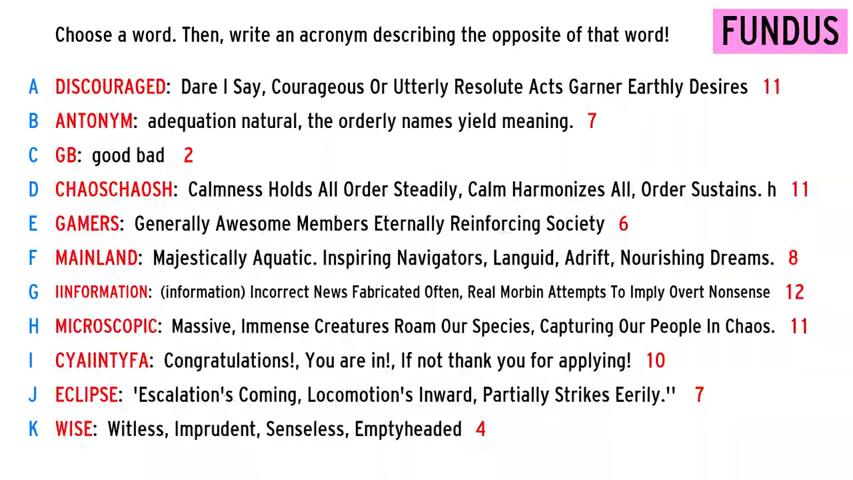 Choose a word. Then, write an acronym describing the opposite of that word!
FUNDUS
A DISCOURAGED: Dare I Say, Courageous Or Utterly Resolute Acts Garner Earthly Desires 11
B ANTONYM: adequation natural, the orderly names yield meaning. 7
C GB: good bad 2
D CHAOSCHAOSH: Calmness Holds All Order Steadily, Calm Harmonizes All, Order Sustains. h 11
E GAMERS: Generally Awesome Members Eternally Reinforcing Society 6
F MAINLAND: Majestically Aquatic. Inspiring Navigators, Languid, Adrift, Nourishing Dreams. 8
G IINFORMATION: (information) Incorrect News Fabricated Often, Real Morbin Attempts To Imply Overt Nonsense 12
H MICROSCOPIC: Massive, Immense Creatures Roam Our Species, Capturing Our People In Chaos. 11
I CYAIINTYFA: Congratulations!, You are in!, If not thank you for applying! 10
J ECLIPSE: 'Escalation's Coming, Locomotion's Inward, Partially Strikes Eerily.'' 7
K WISE: Witless, Imprudent, Senseless, Emptyheaded 4